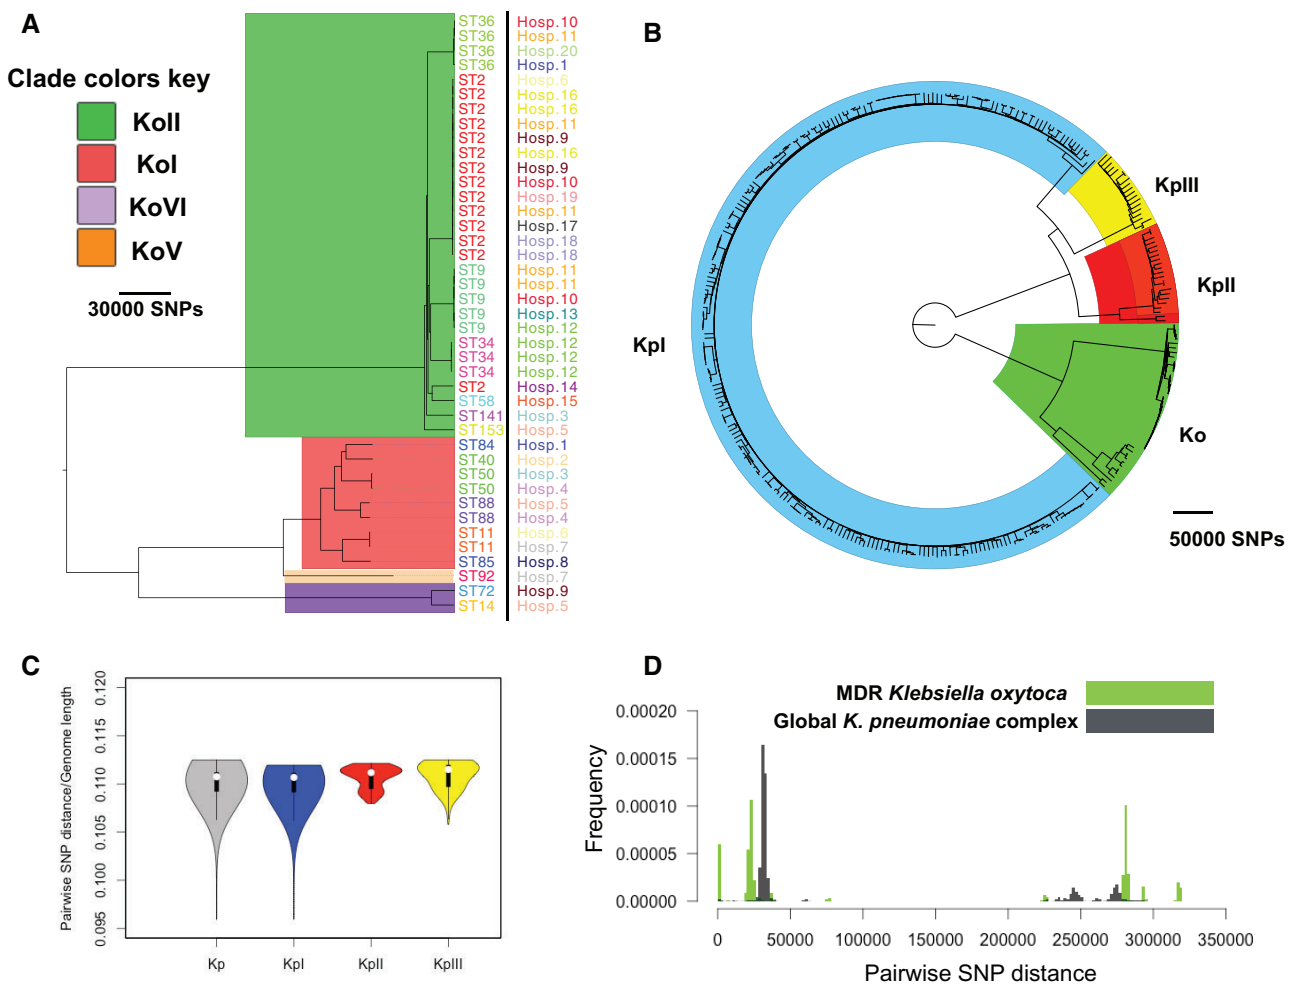 A
Clade colors key
KoII
KoI
KoVI
KoV
30000 SNPs
ST36 Hosp.10
ST36 Hosp.11
ST36 Hosp.20
ST36 Hosp.1
ST2 Hosp.6
ST2 Hosp.16
ST2 Hosp.16
ST2 Hosp.11
ST2 Hosp.9
ST2 Hosp.16
ST2 Hosp.9
ST2 Hosp.10
ST2 Hosp.19
ST2 Hosp.11
ST2 Hosp.17
ST2 Hosp.18
ST2 Hosp.18
ST9 Hosp.11
ST9 Hosp.11
ST9 Hosp.10
ST9 Hosp.13
ST9 Hosp.12
ST34 Hosp.12
ST34 Hosp.12
ST34 Hosp.12
ST2 Hosp.14
ST58 Hosp.15
ST141 Hosp.3
ST153 Hosp.5
ST84 Hosp.1
ST40 Hosp.2
ST50 Hosp.3
ST50 Hosp.4
ST88 Hosp.5
ST88 Hosp.4
ST11 Hosp.6
ST11 Hosp.7
ST85 Hosp.8
ST92 Hosp.7
ST72 Hosp.9
ST14 Hosp.5
B
KpIII
KpII
KpI
Ko
50000 SNPs
C
Pairwise SNP distance/Genome length
0.120
0.115
0.110
0.105
0.100
0.095
Kp KpI KpII KpIII
D
MDR Klebsiella oxytoca
Global K. pneumoniae complex
Frequency
0.00020
0.00015
0.00010
0.00005
0.00000
0 50000 100000 150000 200000 250000 300000 350000
Pairwise SNP distance